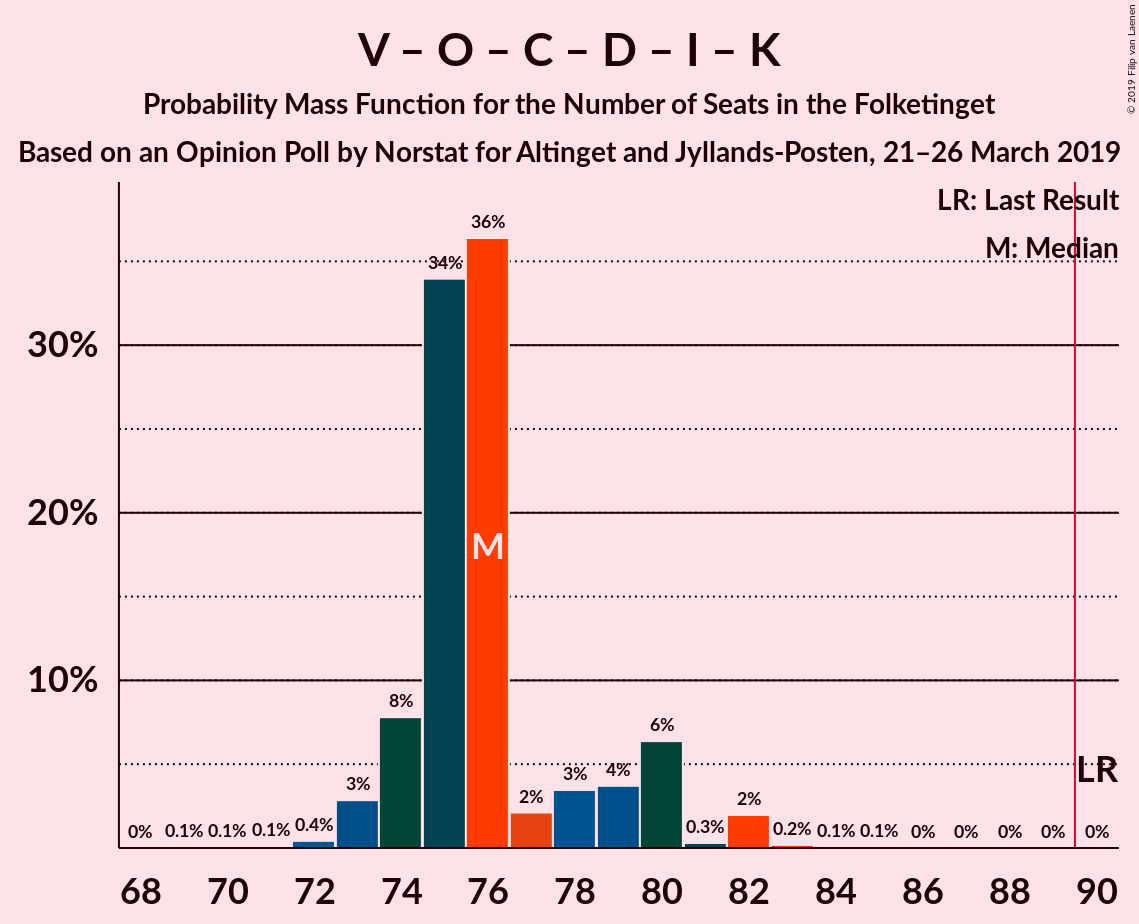 V – O – C – D – I – K
Probability Mass Function for the Number of Seats in the Folketinget
Based on an Opinion Poll by Norstat for Altinget and Jyllands-Posten, 21–26 March 2019
© 2019 Filip van Laenen
LR: Last Result
M: Median
30%
20%
10%
0% 0.1% 0.1% 0.1% 0.4% 3% 8% 34% 36% 2% 3% 4% 6% 0.3% 2% 0.2% 0.1% 0.1% 0% 0% 0% 0% 0%
M
LR
68 70 72 74 76 78 80 82 84 86 88 90